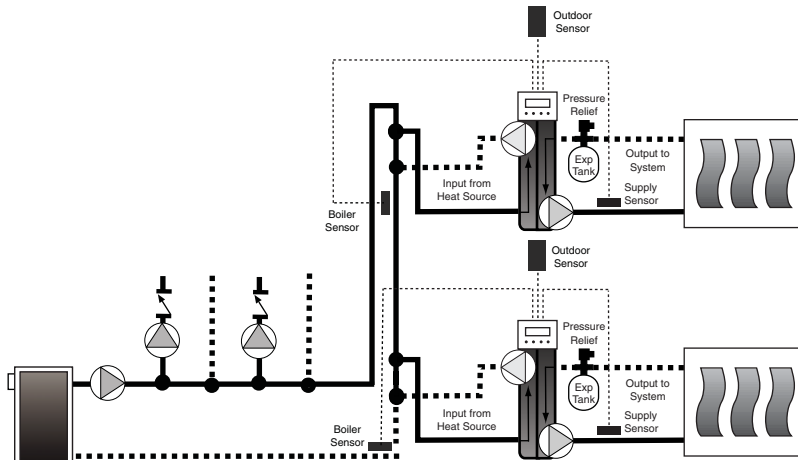 Outdoor
Sensor
Pressure
Relief
Exp
Tank
Output to
System
Input from
Heat Source
Supply
Sensor
Boiler
Sensor
Outdoor
Sensor
Pressure
Relief
Exp
Tank
Output to
System
Input from
Heat Source
Supply
Sensor
Boiler
Sensor